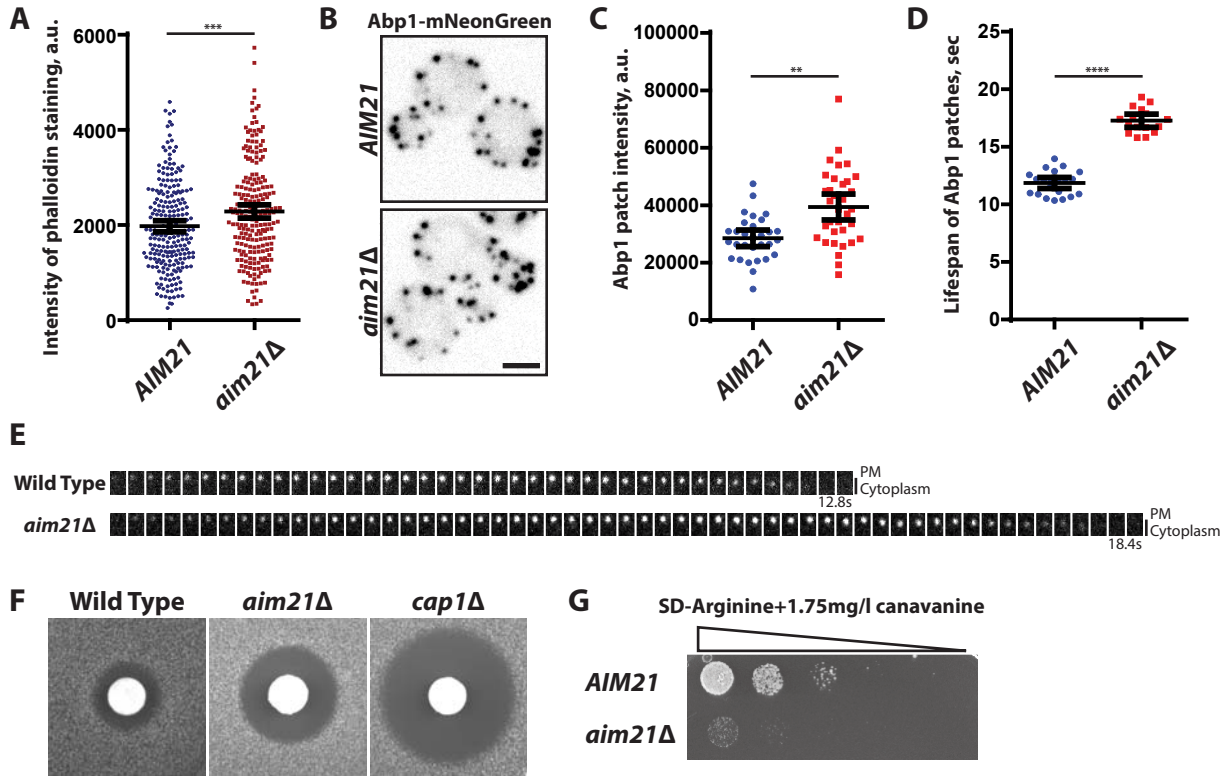 A
Intensity of phalloidin staining, a.u.
6000
4000
2000
0
***
AIM21
aim21Δ
B
Abp1-mNeonGreen
AIM21
aim21Δ
C
Abp1 patch intensity, a.u.
100000
80000
60000
40000
20000
0
**
AIM21
aim21Δ
D
Lifespan of Abp1 patches, sec
25
20
15
10
5
0
****
AIM21
aim21Δ
E
Wild Type
PM
Cytoplasm
12.8s
aim21Δ
PM
Cytoplasm
18.4s
F
Wild Type
aim21Δ
cap1Δ
G
SD-Arginine+1.75mg/l canavanine
AIM21
aim21Δ